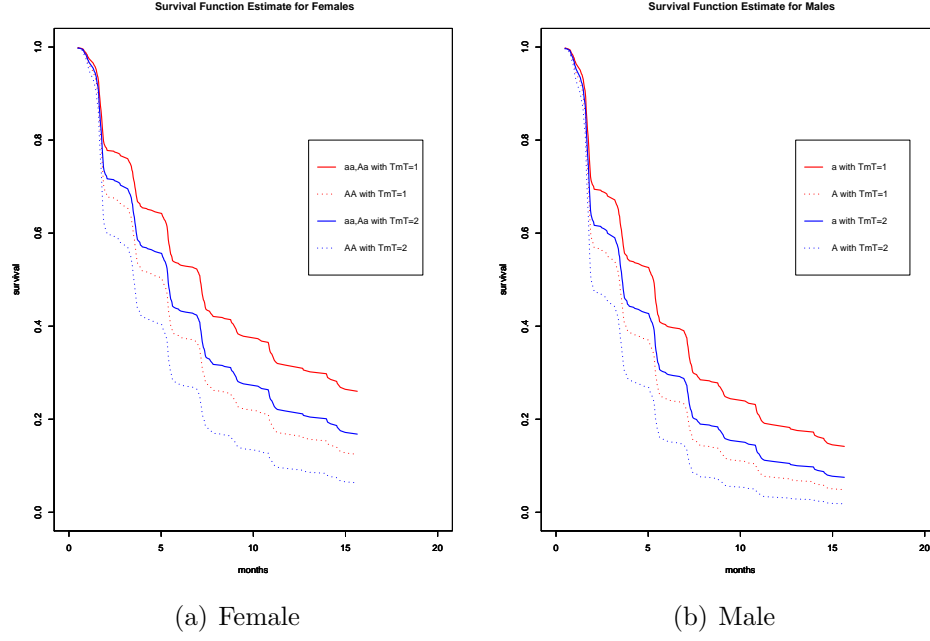 Survival Function Estimate for Females
survival
1.0
0.8
0.6
0.4
0.2
0.0
aa,Aa with TmT=1
AA with TmT=1
aa,Aa with TmT=2
AA with TmT=2
0 5 10 15 20
months
(a) Female
Survival Function Estimate for Males
survival
1.0
0.8
0.6
0.4
0.2
0.0
a with TmT=1
A with TmT=1
a with TmT=2
A with TmT=2
0 5 10 15 20
months
(b) Male